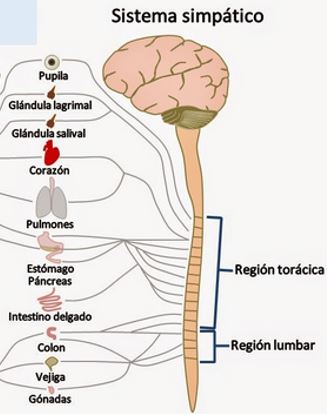 Sistema simpático
Pupila
Glándula lagrimal
Glándula salival
Corazón
Pulmones
Estómago
Páncreas
Intestino delgado
Colon
Vejiga
Gónadas
Región torácica
Región lumbar